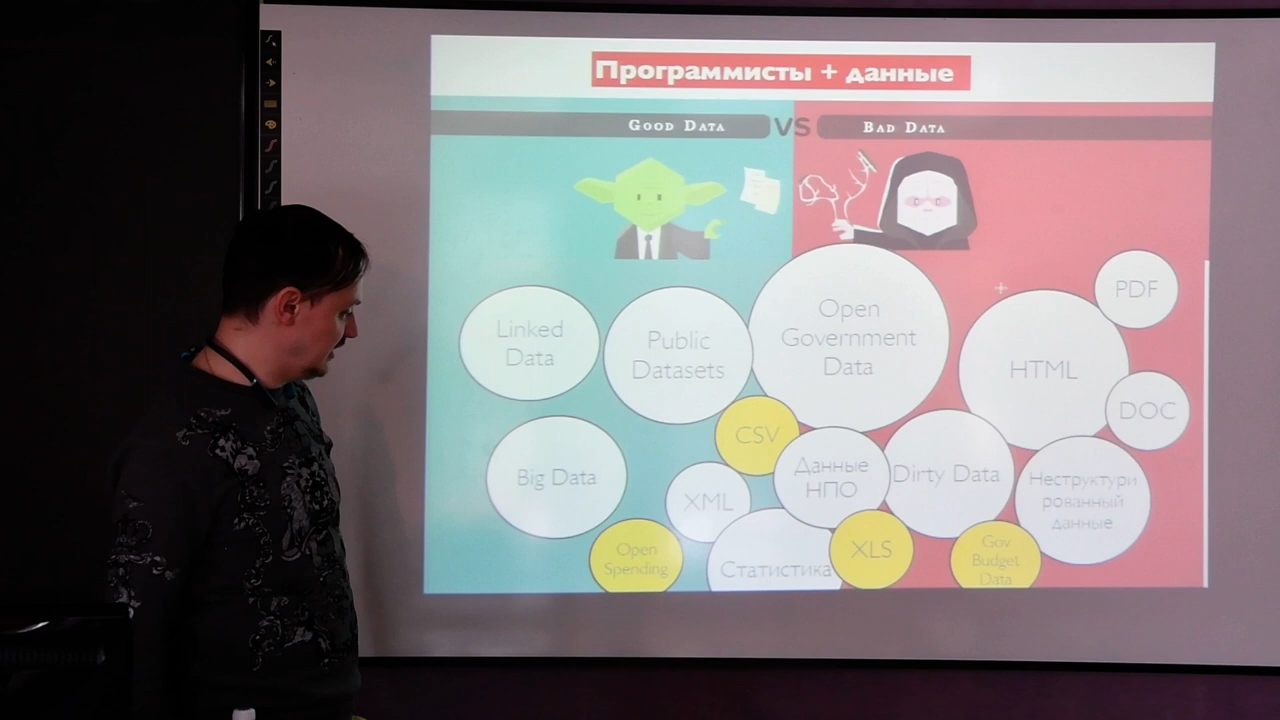 Программисты + данные
GOOD DATA
VS
BAD DATA
Linked
Data
Public
Datasets
Open
Government
Data
HTML
PDF
DOC
CSV
Big Data
XML
Данные
НПО
Dirty Data
Неструктури
рованный
данные
Open
Spending
Статистика
XLS
Gov
Budget
Data